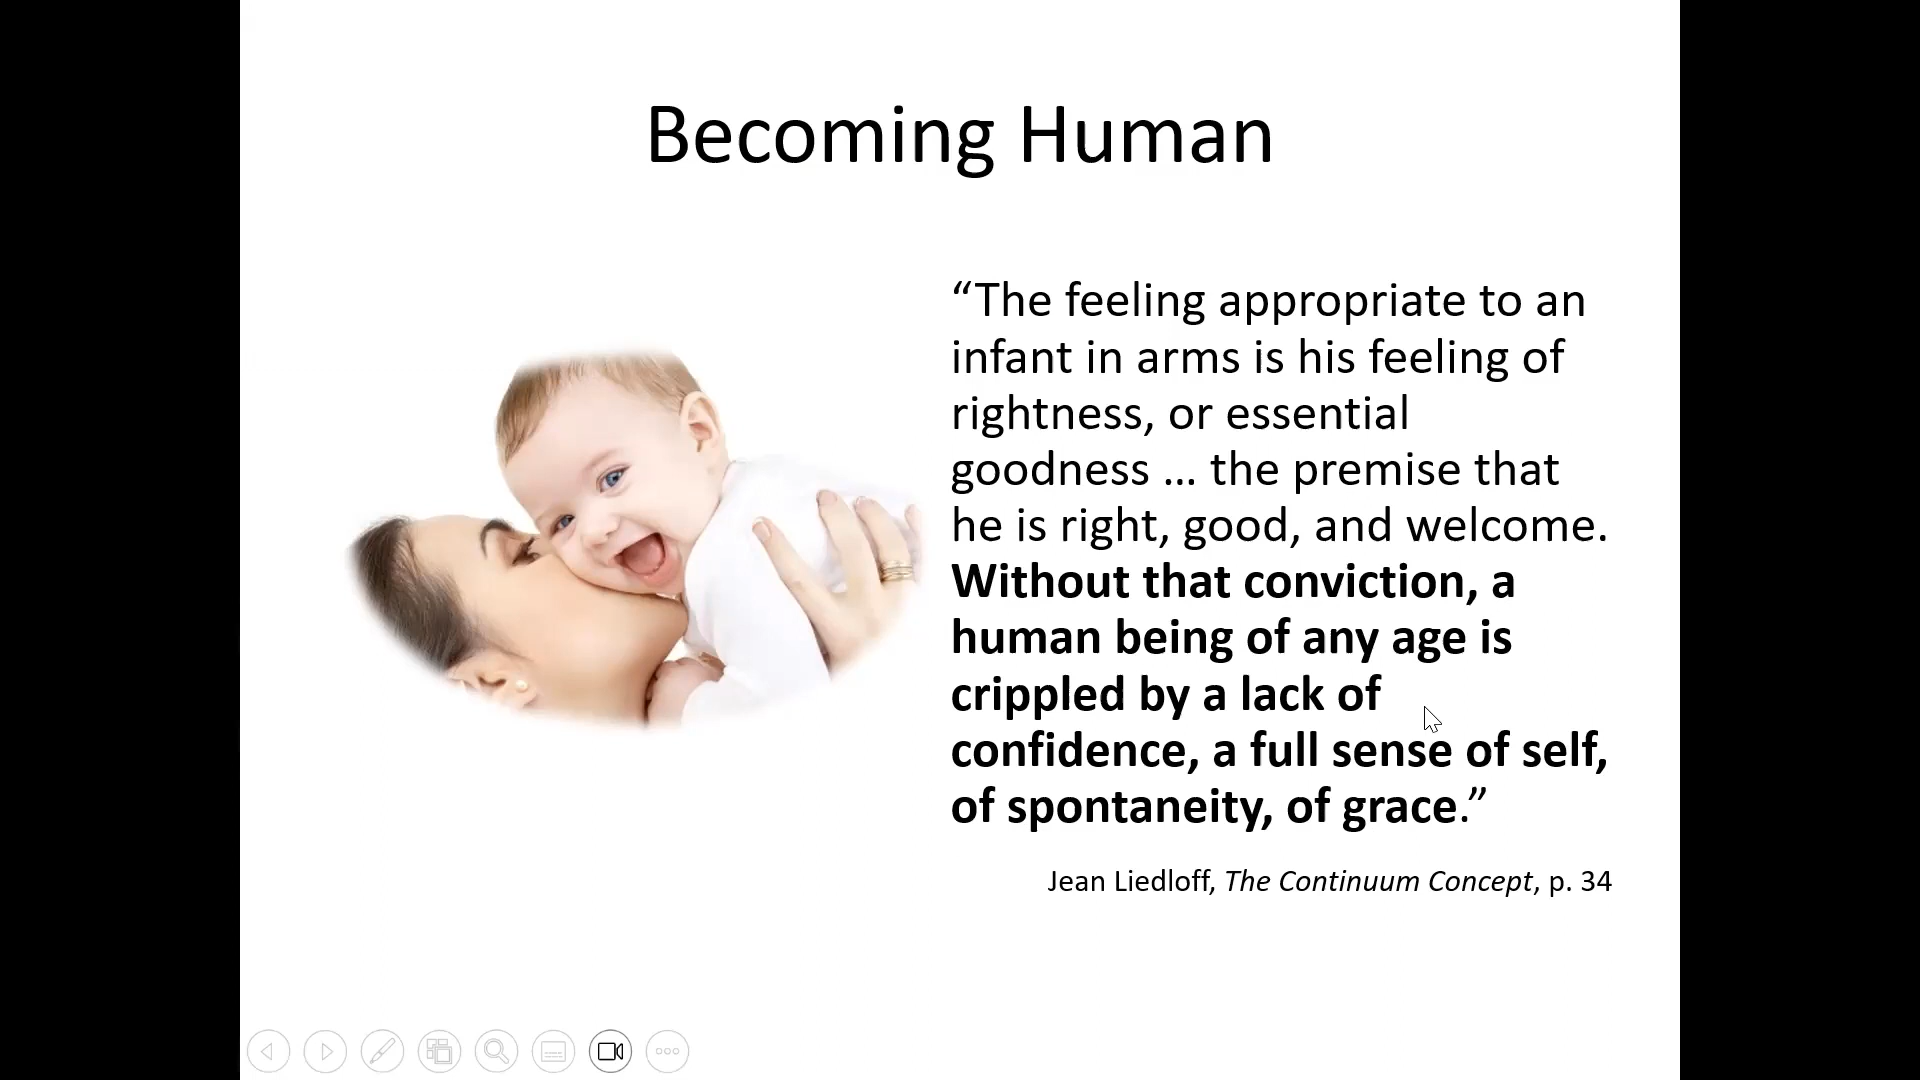 Becoming Human
“The feeling appropriate to an
infant in arms is his feeling of
rightness, or essential
goodness … the premise that
he is right, good, and welcome.
Without that conviction, a
human being of any age is
crippled by a lack of
confidence, a full sense of self,
of spontaneity, of grace.”
Jean Liedloff, The Continuum Concept, p. 34